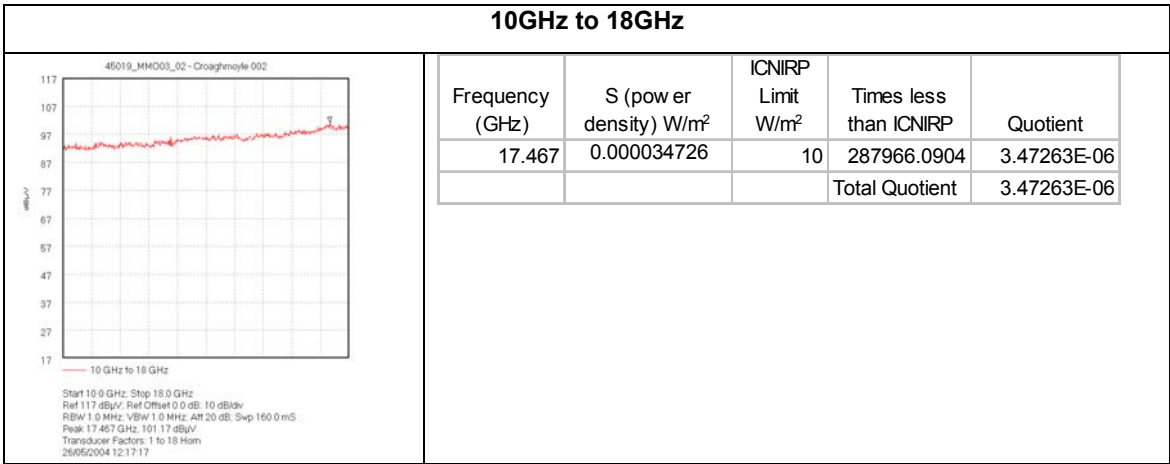 10GHz to 18GHz
45019_MMO03_02 - Croaghmoyle 002
117
107
97
87
77
67
57
47
37
27
17
dBµV
1
10 GHz to 18 GHz
Start 10.0 GHz; Stop 18.0 GHz
Ref 117 dBµV; Ref Offset 0.0 dB; 10 dB/div
RBW 1.0 MHz; VBW 1.0 MHz; Att 20 dB; Swp 160.0 mS
Peak 17.467 GHz, 101.17 dBµV
Transducer Factors: 1 to 18 Horn
26/05/2004 12:17:17
Frequency (GHz) S (pow er density) W/m² ICNIRP Limit W/m² Times less than ICNIRP Quotient
17.467 0.000034726 10 287966.0904 3.47263E-06
Total Quotient 3.47263E-06